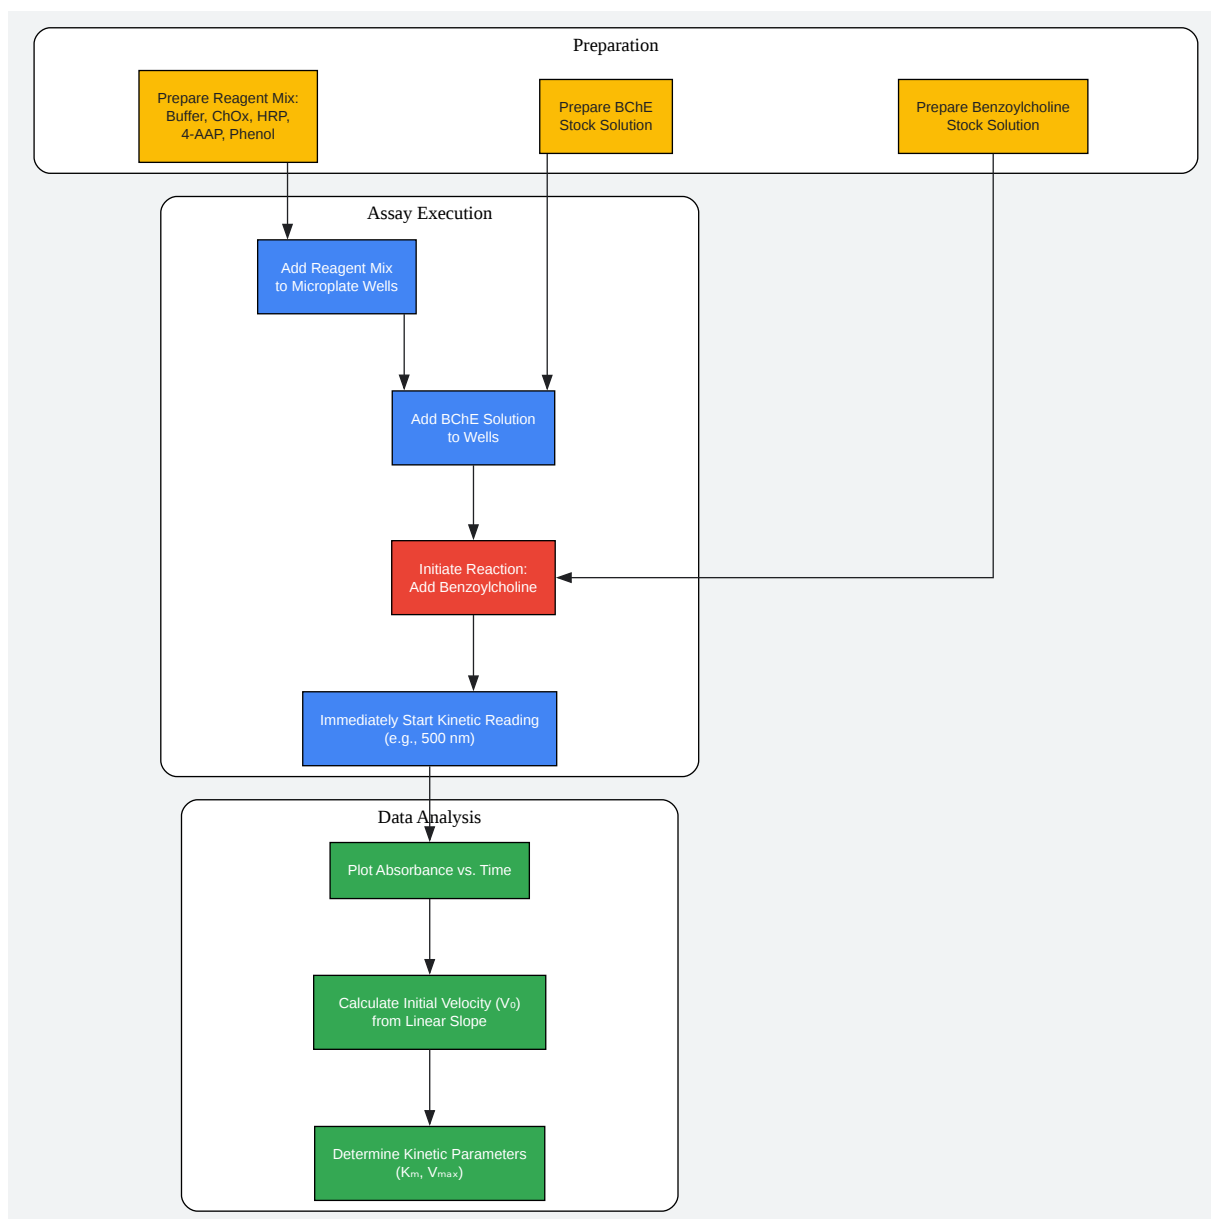 Preparation
Prepare Reagent Mix:
Buffer, ChOx, HRP,
4-AAP, Phenol
Prepare BChE
Stock Solution
Prepare Benzoylcholine
Stock Solution
Assay Execution
Add Reagent Mix
to Microplate Wells
Add BChE Solution
to Wells
Initiate Reaction:
Add Benzoylcholine
Immediately Start Kinetic Reading
(e.g., 500 nm)
Data Analysis
Plot Absorbance vs. Time
Calculate Initial Velocity (V₀)
from Linear Slope
Determine Kinetic Parameters
(Kₘ, Vₘₐₓ)